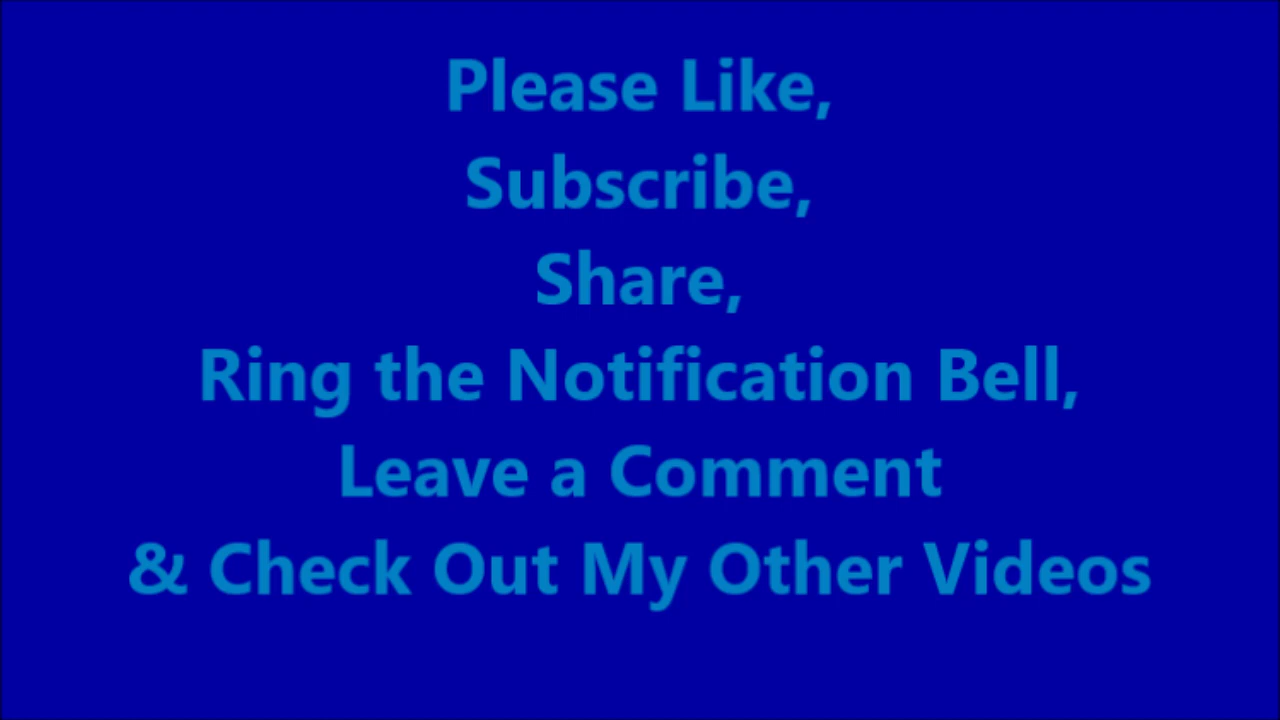 Please Like,
Subscribe,
Share,
Ring the Notification Bell,
Leave a Comment
& Check Out My Other Videos